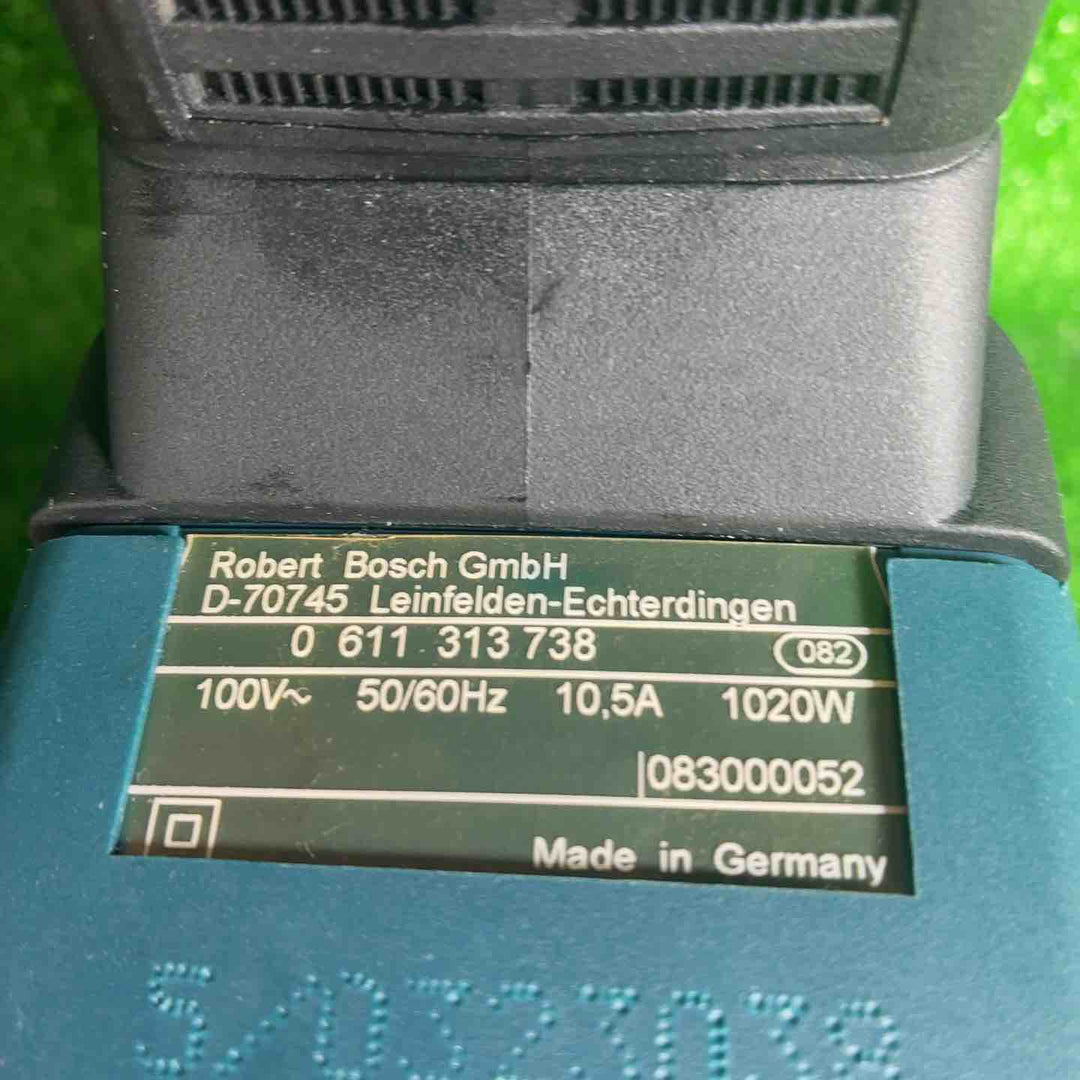 Robert Bosch GmbH
D-70745 Leinfelden-Echterdingen
0 611 313 738 082
100V~ 50/60Hz 10,5A 1020W
083000052
Made in Germany
S/0323038